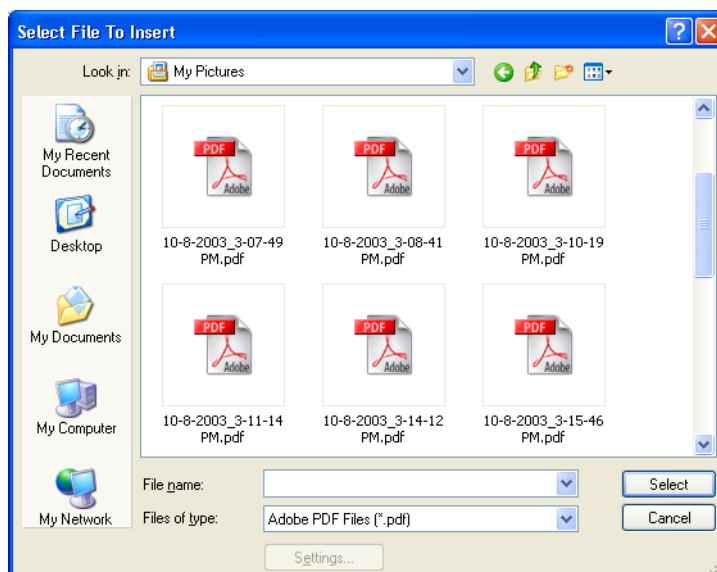 Select File To Insert
Look in:
My Pictures
My Recent
Documents
Desktop
My Documents
My Computer
My Network
PDF
Adobe
PDF
Adobe
PDF
Adobe
10-8-2003_3-07-49
PM.pdf
10-8-2003_3-08-41
PM.pdf
10-8-2003_3-10-19
PM.pdf
PDF
Adobe
PDF
Adobe
PDF
Adobe
10-8-2003_3-11-14
PM.pdf
10-8-2003_3-14-12
PM.pdf
10-8-2003_3-15-46
PM.pdf
File name:
Select
Files of type:
Adobe PDF Files (*.pdf)
Cancel
Settings...